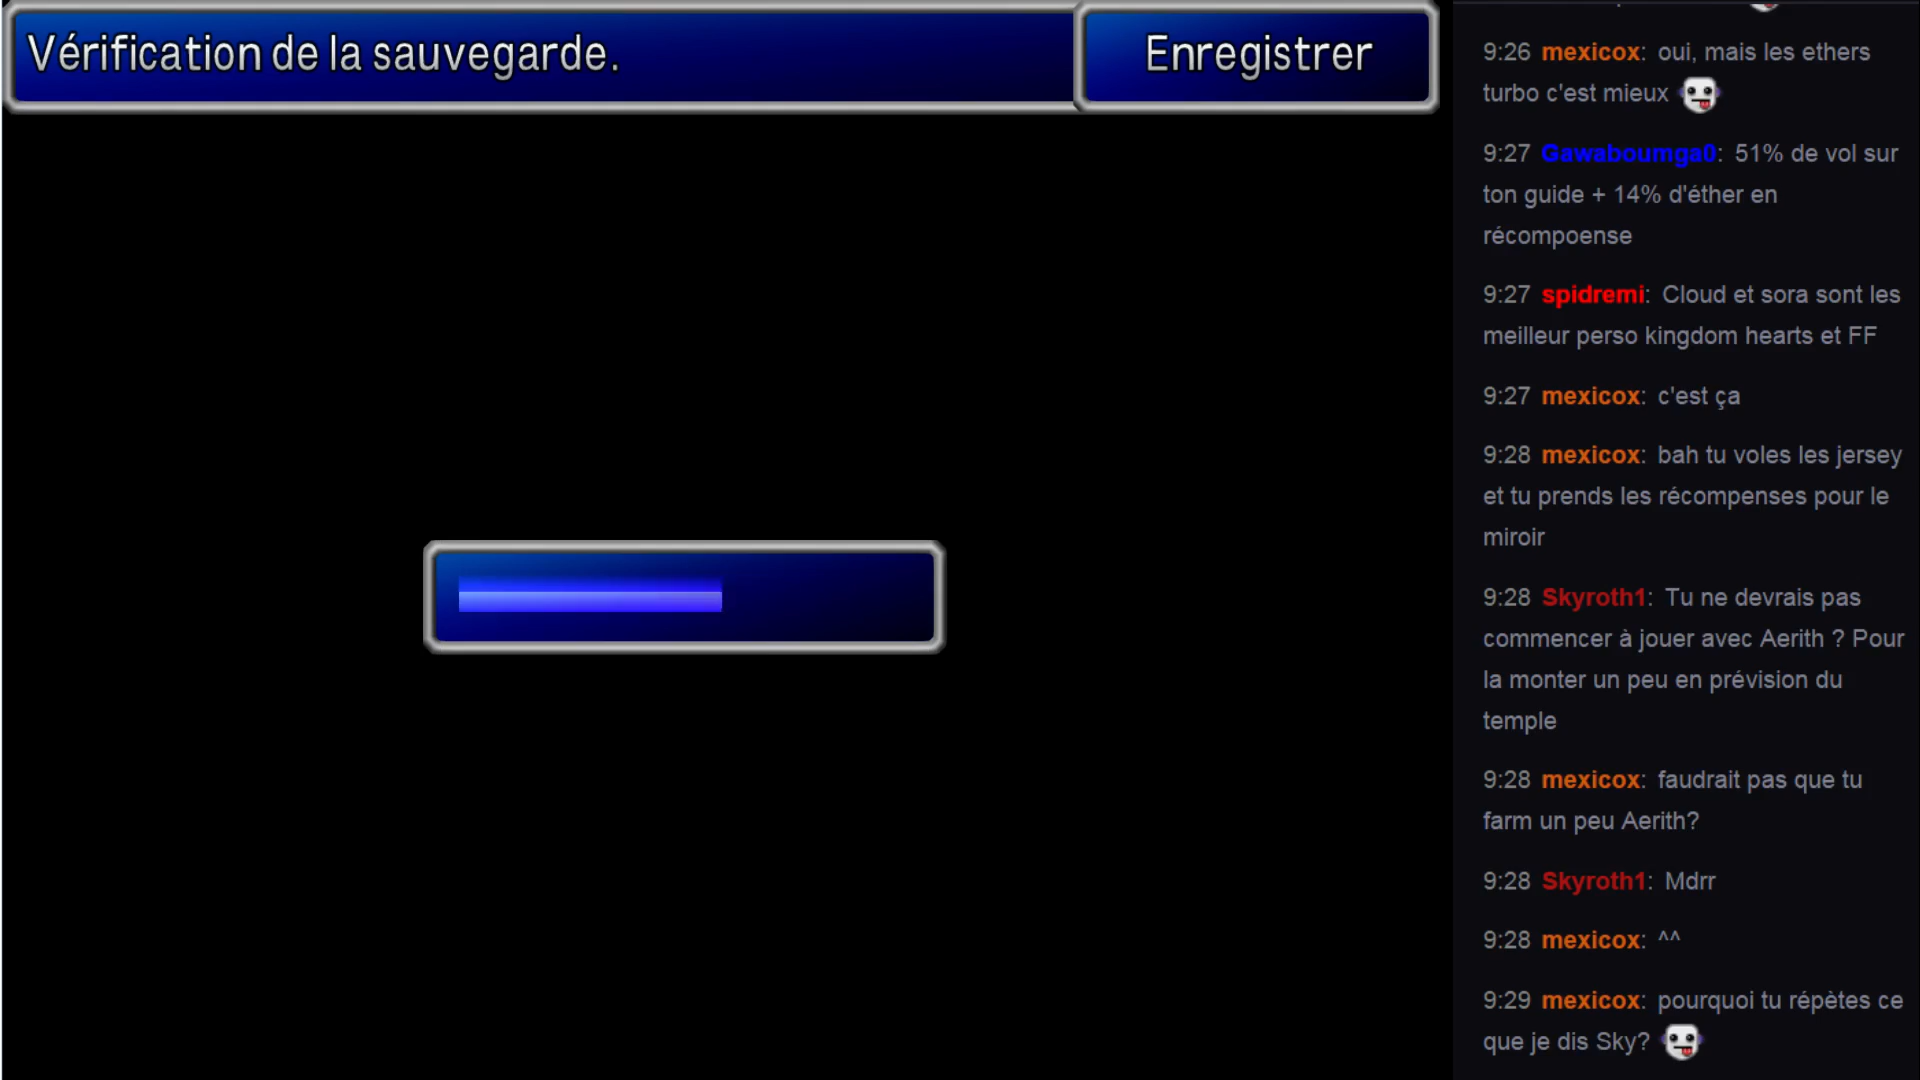 Vérification de la sauvegarde.
Enregistrer
9:26 mexicox: oui, mais les ethers
turbo c'est mieux
9:27 Gawaboumga0: 51% de vol sur
ton guide + 14% d'éther en
récompoense
9:27 spidremi: Cloud et sora sont les
meilleur perso kingdom hearts et FF
9:27 mexicox: c'est ça
9:28 mexicox: bah tu voles les jersey
et tu prends les récompenses pour le
miroir
9:28 Skyroth1: Tu ne devrais pas
commencer à jouer avec Aerith ? Pour
la monter un peu en prévision du
temple
9:28 mexicox: faudrait pas que tu
farm un peu Aerith?
9:28 Skyroth1: Mdrr
9:28 mexicox: ^^
9:29 mexicox: pourquoi tu répètes ce
que je dis Sky?